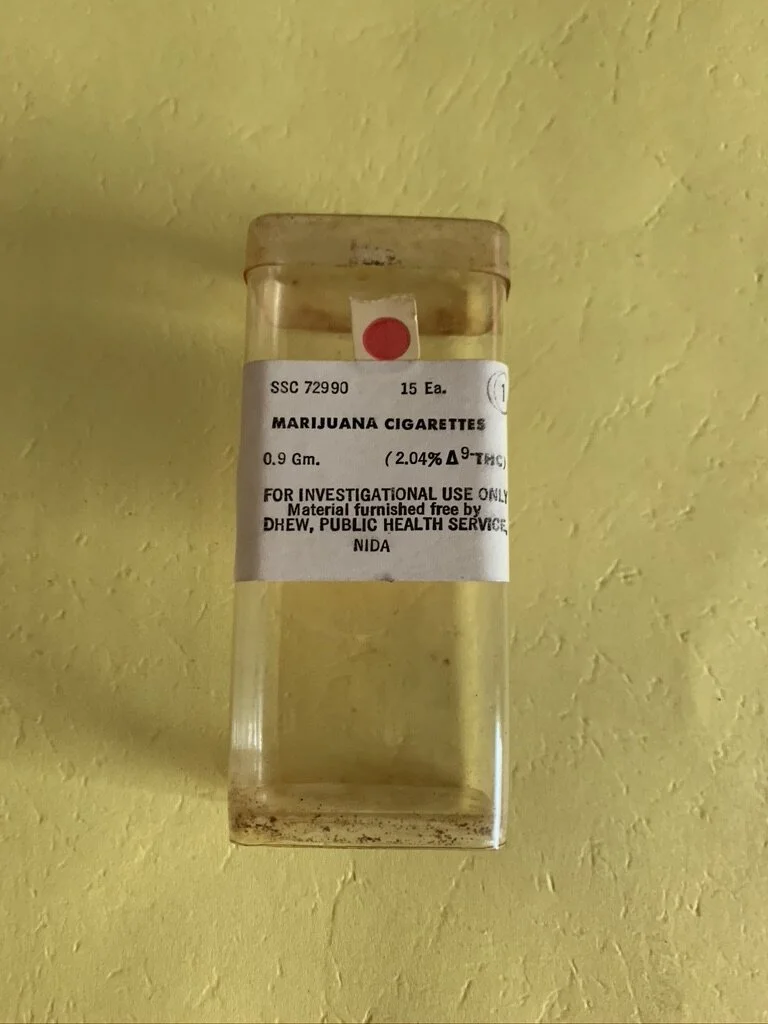 SSC 72990 15 Ea. 1
MARIJUANA CIGARETTES
0.9 Gm. (2.04% Δ9-THC)
FOR INVESTIGATIONAL USE ONLY
Material furnished free by
DHEW, PUBLIC HEALTH SERVICE,
NIDA